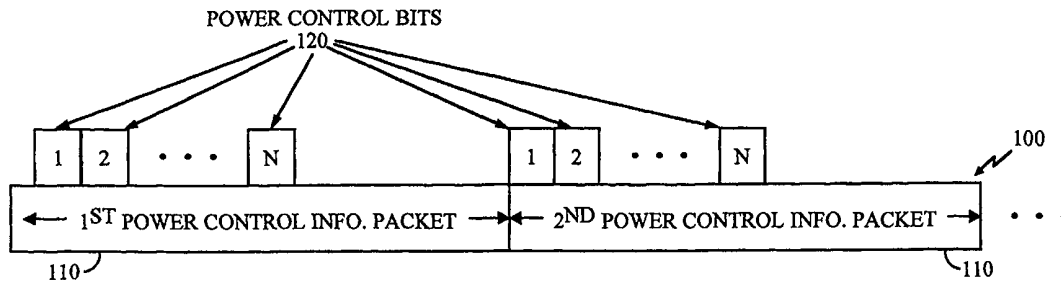 POWER CONTROL BITS
120
1 2 • • • N 1 2 • • • N
100
1ST POWER CONTROL INFO. PACKET 2ND POWER CONTROL INFO. PACKET • •
110 110